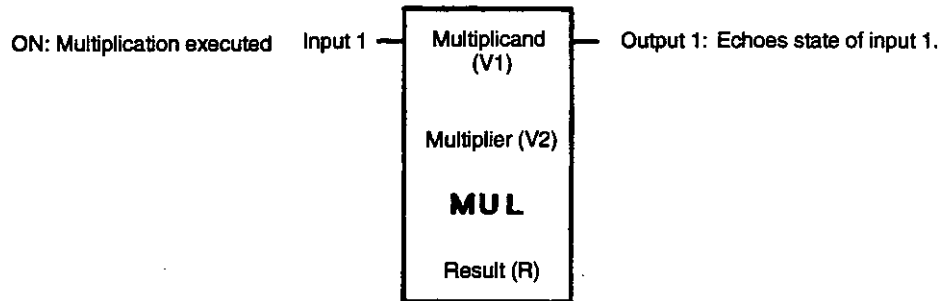 ON: Multiplication executed Input 1 Multiplicand Output 1: Echoes state of input 1.
(V1)
Multiplier (V2)
MUL
Result (R)